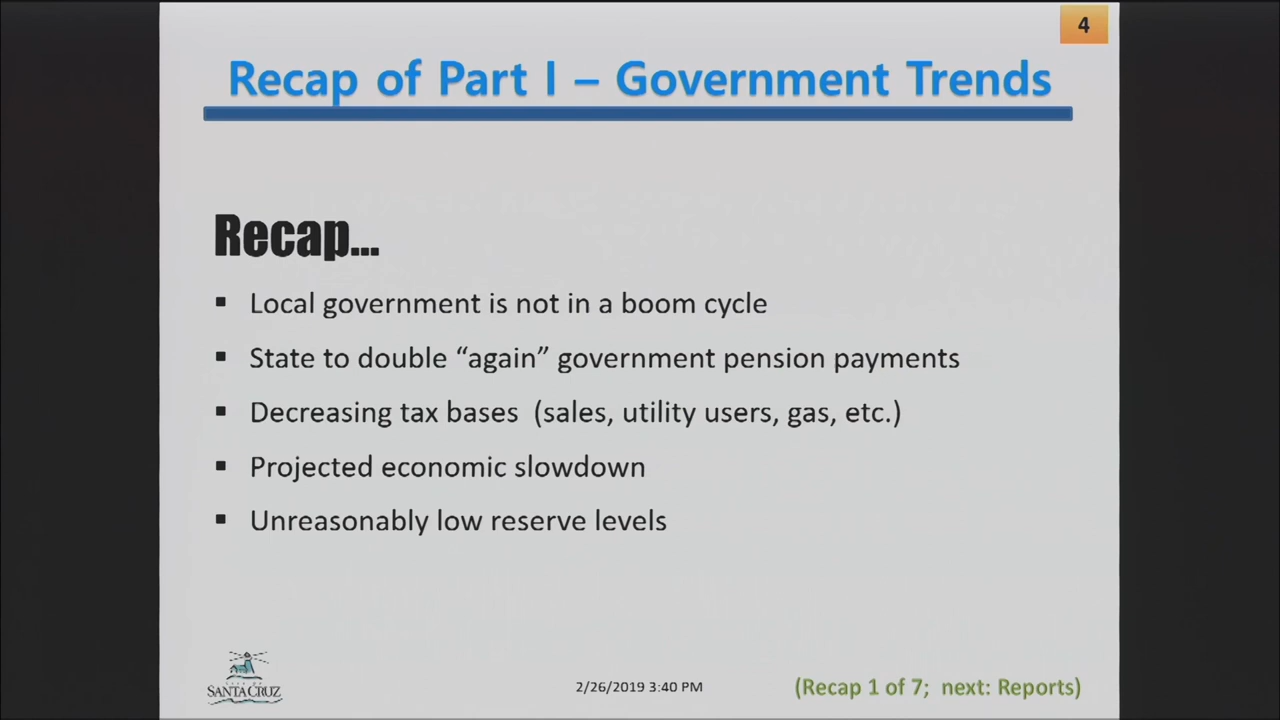 4
Recap of Part I – Government Trends
Recap...
▪ Local government is not in a boom cycle
▪ State to double “again” government pension payments
▪ Decreasing tax bases (sales, utility users, gas, etc.)
▪ Projected economic slowdown
▪ Unreasonably low reserve levels
SANTA CRUZ
2/26/2019 3:40 PM
(Recap 1 of 7; next: Reports)